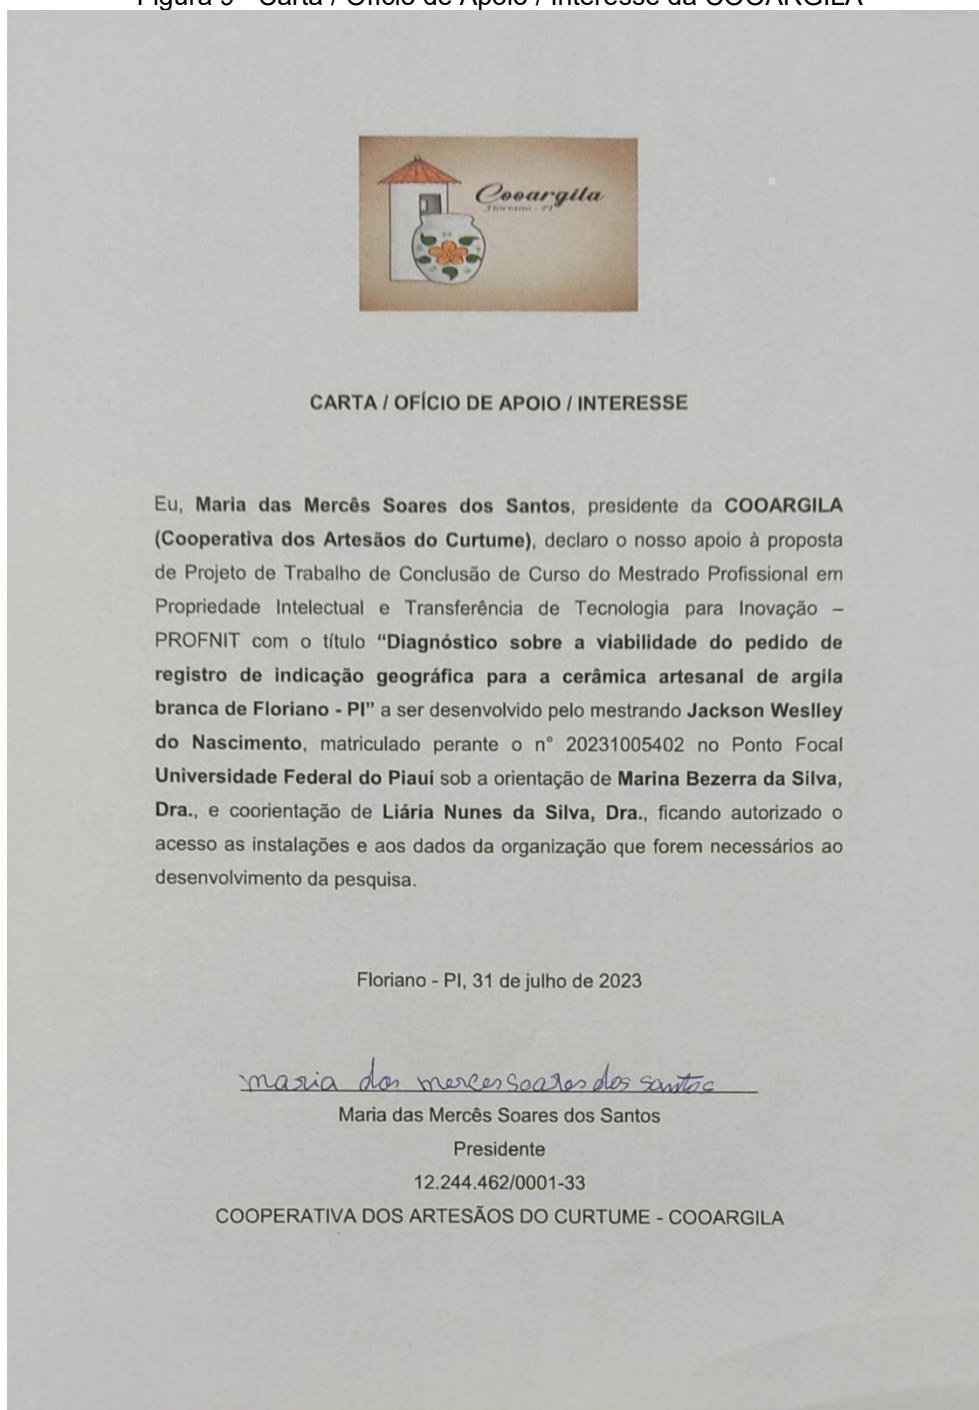 Figura 9 - Carta / Ofício de Apoio / Interesse da COOARGILA
Cooargila
Floriano - PI
CARTA / OFÍCIO DE APOIO / INTERESSE
Eu, Maria das Mercês Soares dos Santos, presidente da COOARGILA
(Cooperativa dos Artesãos do Curtume), declaro o nosso apoio à proposta
de Projeto de Trabalho de Conclusão de Curso do Mestrado Profissional em
Propriedade Intelectual e Transferência de Tecnologia para Inovação –
PROFNIT com o título “Diagnóstico sobre a viabilidade do pedido de
registro de indicação geográfica para a cerâmica artesanal de argila
branca de Floriano - PI” a ser desenvolvido pelo mestrando Jackson Weslley
do Nascimento, matriculado perante o n° 20231005402 no Ponto Focal
Universidade Federal do Piauí sob a orientação de Marina Bezerra da Silva,
Dra., e coorientação de Liária Nunes da Silva, Dra., ficando autorizado o
acesso as instalações e aos dados da organização que forem necessários ao
desenvolvimento da pesquisa.
Floriano - PI, 31 de julho de 2023
maria das merces soares dos santos
Maria das Mercês Soares dos Santos
Presidente
12.244.462/0001-33
COOPERATIVA DOS ARTESÃOS DO CURTUME - COOARGILA